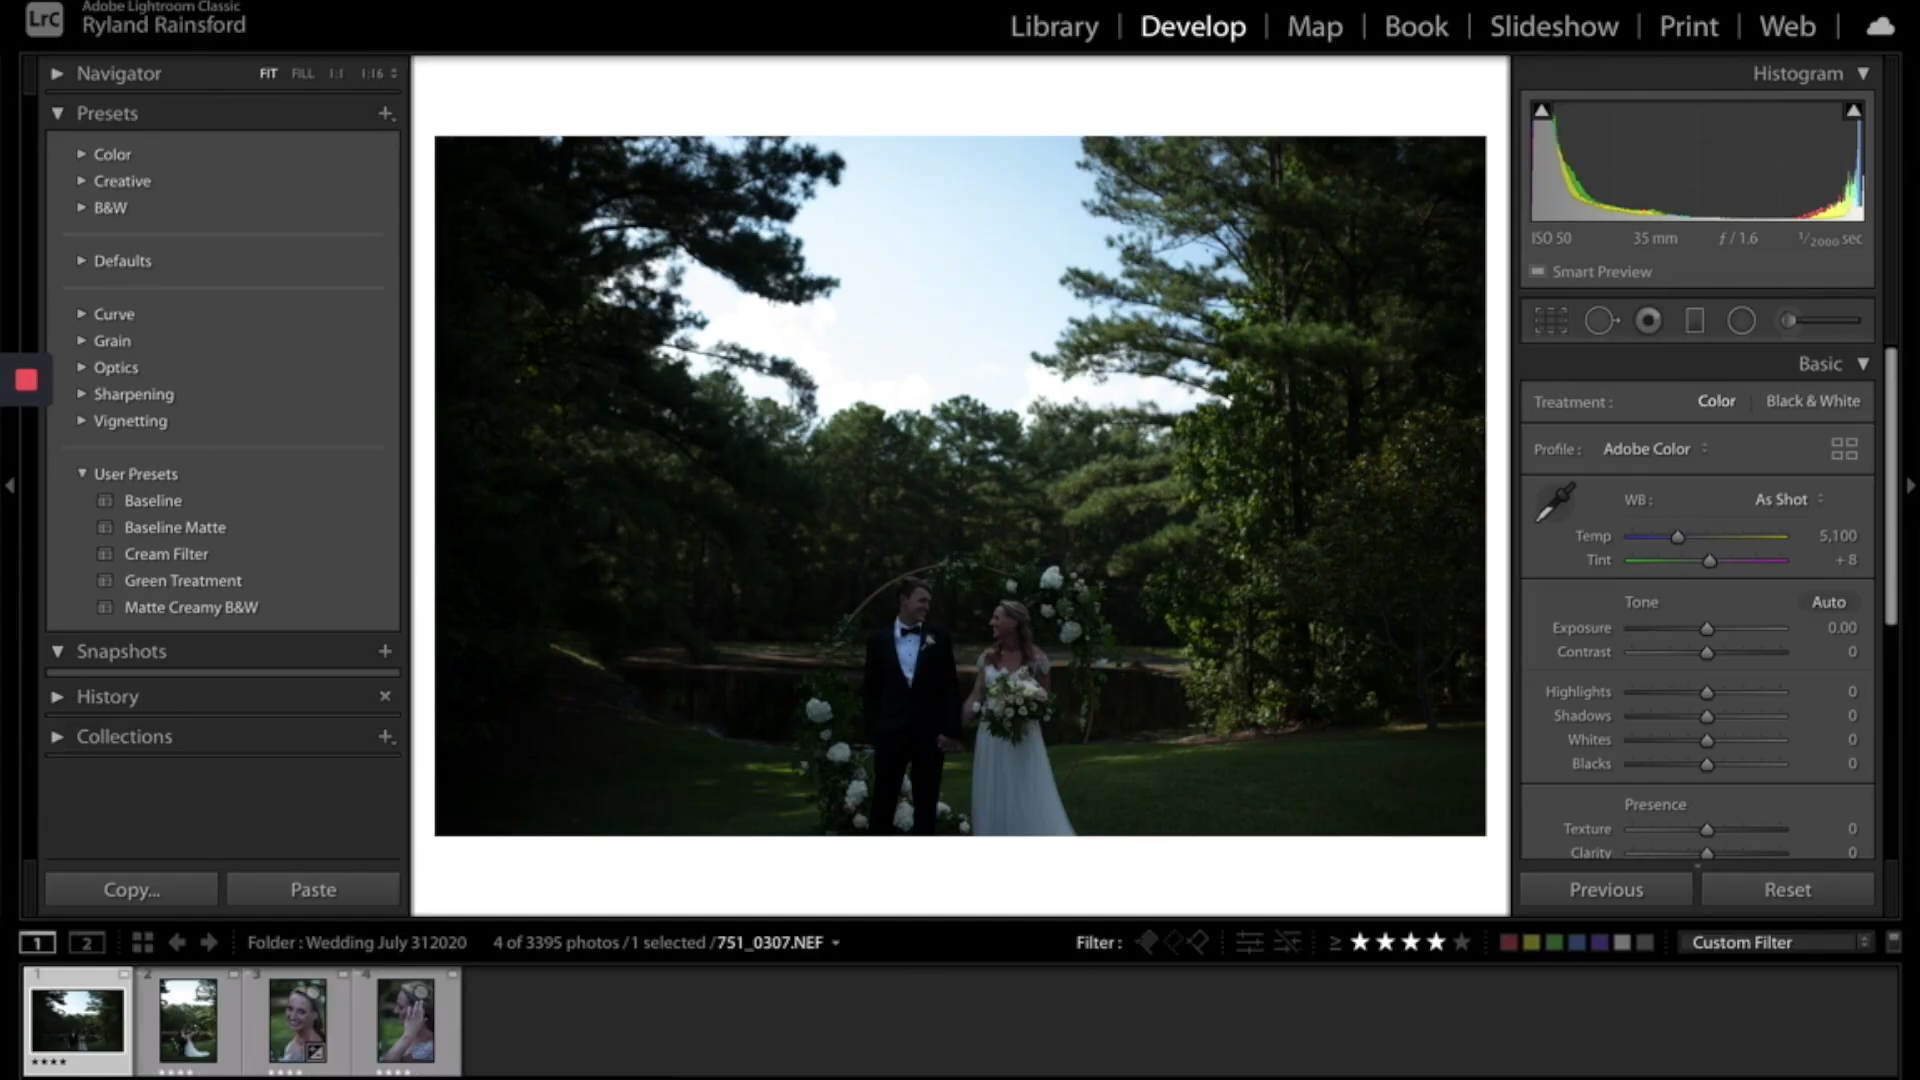 LrC
Adobe Lightroom Classic
Ryland Rainsford
Library | Develop | Map | Book | Slideshow | Print | Web
Navigator FIT FILL 1:1 1:16
Presets
Color
Creative
B&W
Defaults
Curve
Grain
Optics
Sharpening
Vignetting
User Presets
Baseline
Baseline Matte
Cream Filter
Green Treatment
Matte Creamy B&W
Snapshots
History
Collections
Copy... Paste
Histogram
ISO 50 35 mm ƒ / 1.6 1/2000 sec
Smart Preview
Basic
Treatment : Color Black & White
Profile : Adobe Color
WB : As Shot
Temp 5,100
Tint + 8
Tone Auto
Exposure 0.00
Contrast 0
Highlights 0
Shadows 0
Whites 0
Blacks 0
Presence
Texture 0
Clarity 0
Previous Reset
1 2 Folder : Wedding July 312020 4 of 3395 photos / 1 selected / 751_0307.NEF Filter : ≥ ★★★★★ Custom Filter
1 2 3 4
★★★★ ★★★★ ★★★★ ★★★★